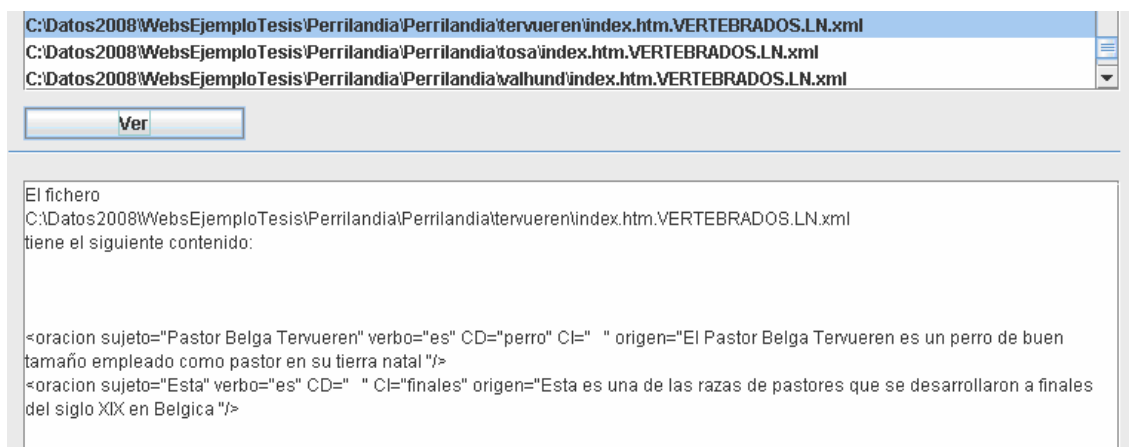 C:\Datos2008\WebsEjemploTesis\Perrilandia\Perrilandia\tervueren\index.htm.VERTEBRADOS.LN.xml
C:\Datos2008\WebsEjemploTesis\Perrilandia\Perrilandia\tosa\index.htm.VERTEBRADOS.LN.xml
C:\Datos2008\WebsEjemploTesis\Perrilandia\Perrilandia\valhund\index.htm.VERTEBRADOS.LN.xml
Ver
El fichero
C:\Datos2008\WebsEjemploTesis\Perrilandia\Perrilandia\tervueren\index.htm.VERTEBRADOS.LN.xml
tiene el siguiente contenido:
<oracion sujeto="Pastor Belga Tervueren" verbo="es" CD="perro" CI="  " origen="El Pastor Belga Tervueren es un perro de buen
tamaño empleado como pastor en su tierra natal "/>
<oracion sujeto="Esta" verbo="es" CD="  " CI="finales" origen="Esta es una de las razas de pastores que se desarrollaron a finales
del siglo XIX en Belgica "/>